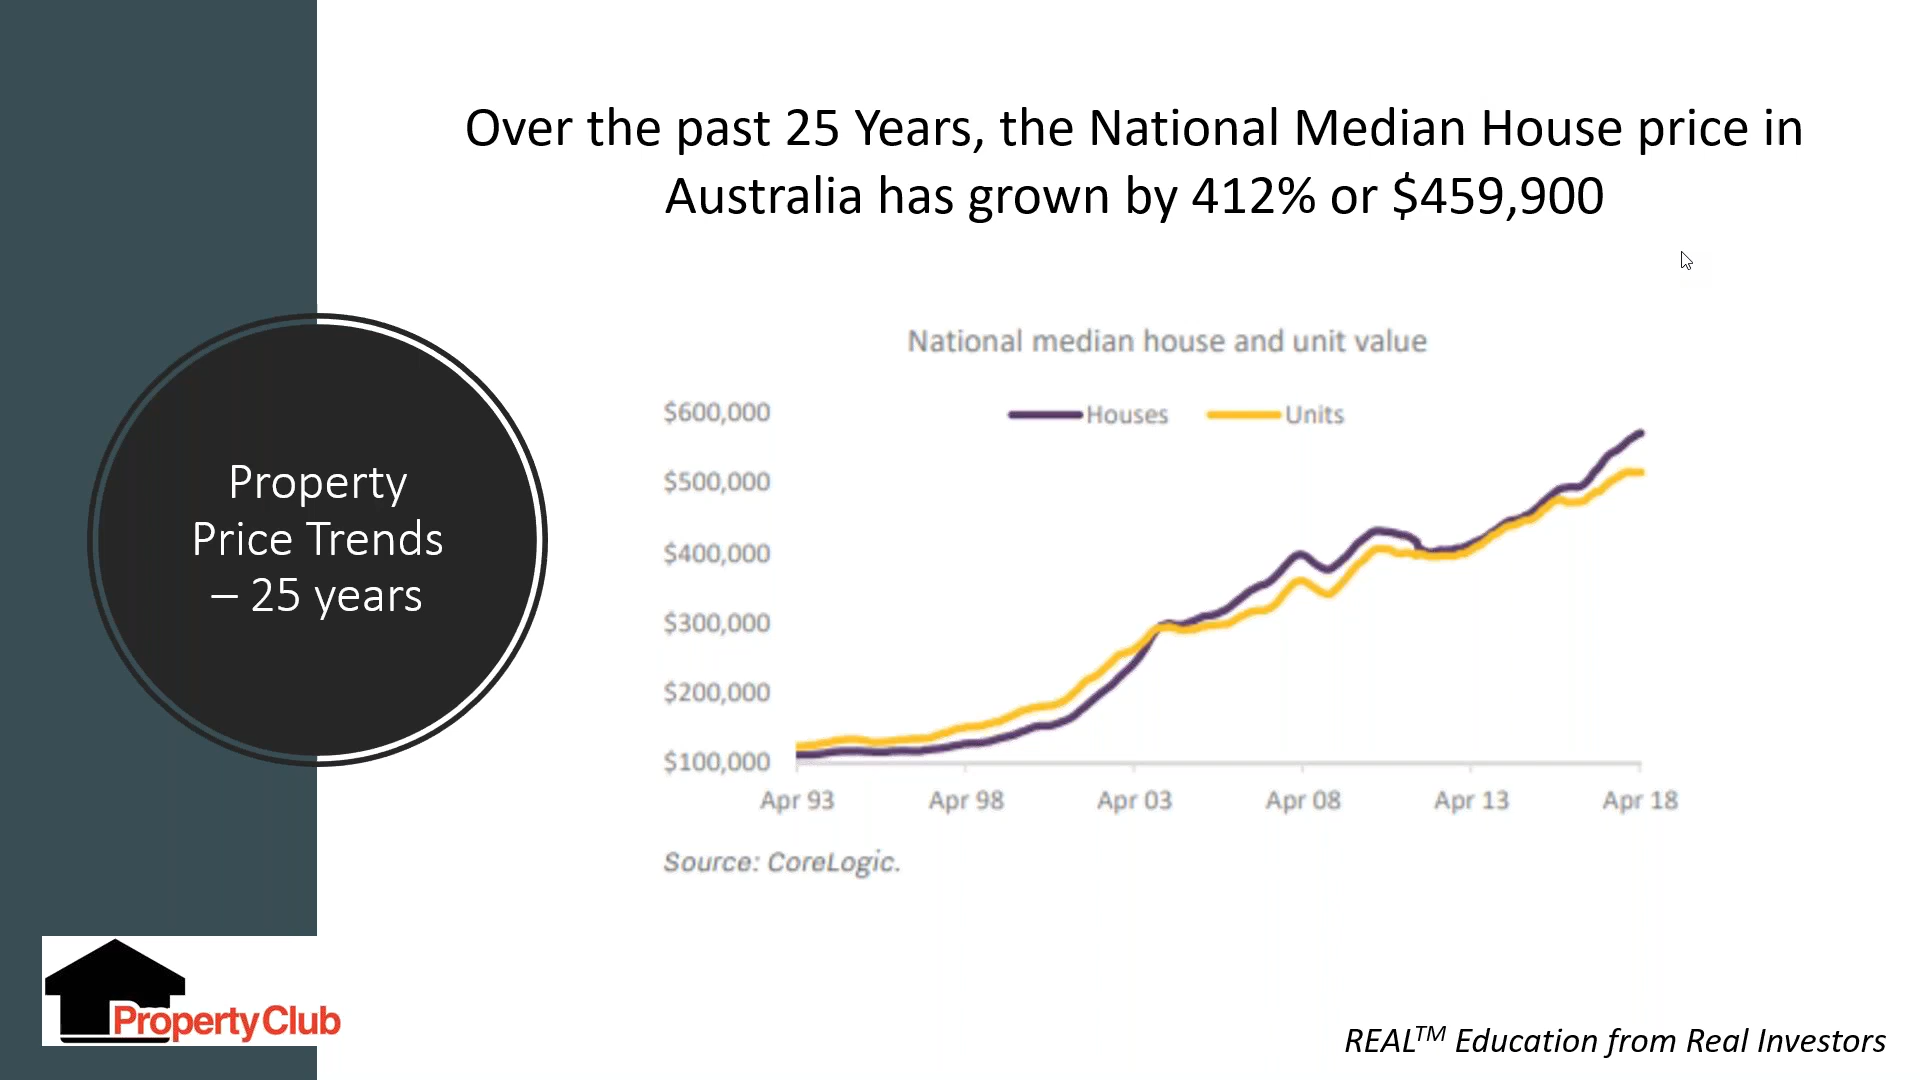 Over the past 25 Years, the National Median House price in
Australia has grown by 412% or $459,900
Property
Price Trends
– 25 years
National median house and unit value
Houses Units
$600,000
$500,000
$400,000
$300,000
$200,000
$100,000
Apr 93 Apr 98 Apr 03 Apr 08 Apr 13 Apr 18
Source: CoreLogic.
PropertyClub
REAL™ Education from Real Investors